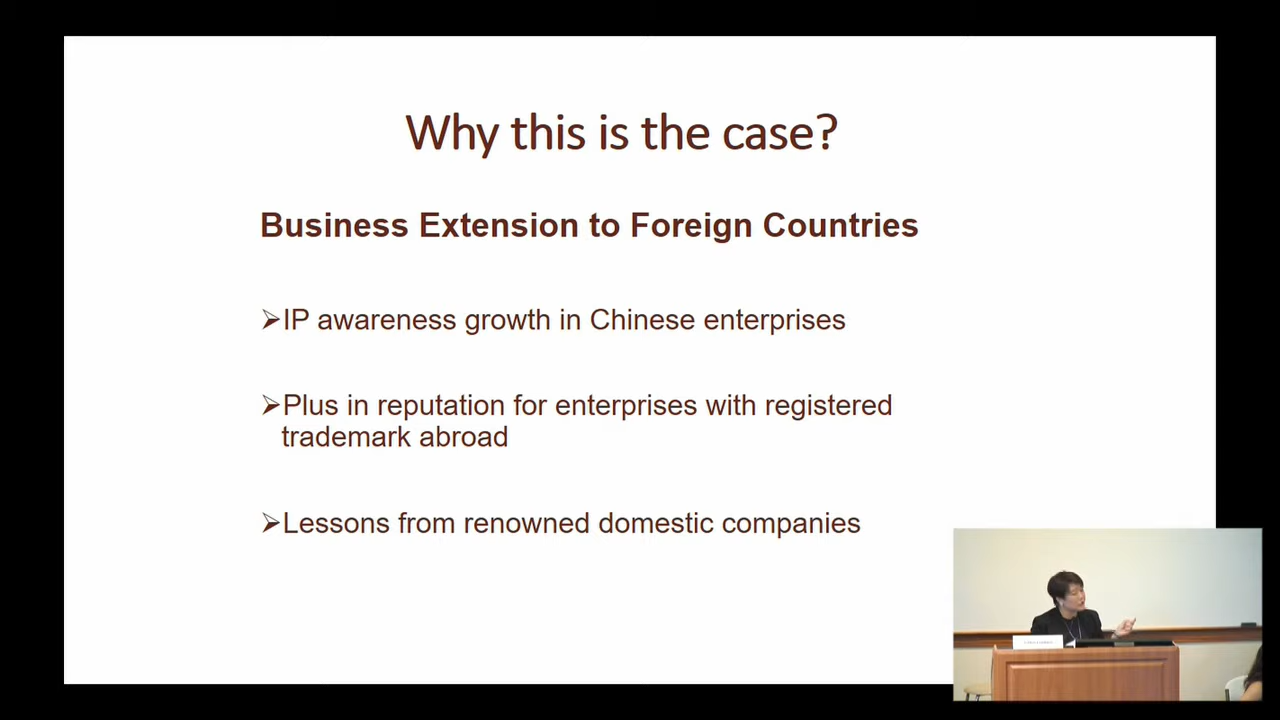 Why this is the case?
Business Extension to Foreign Countries
➢IP awareness growth in Chinese enterprises
➢Plus in reputation for enterprises with registered
trademark abroad
➢Lessons from renowned domestic companies